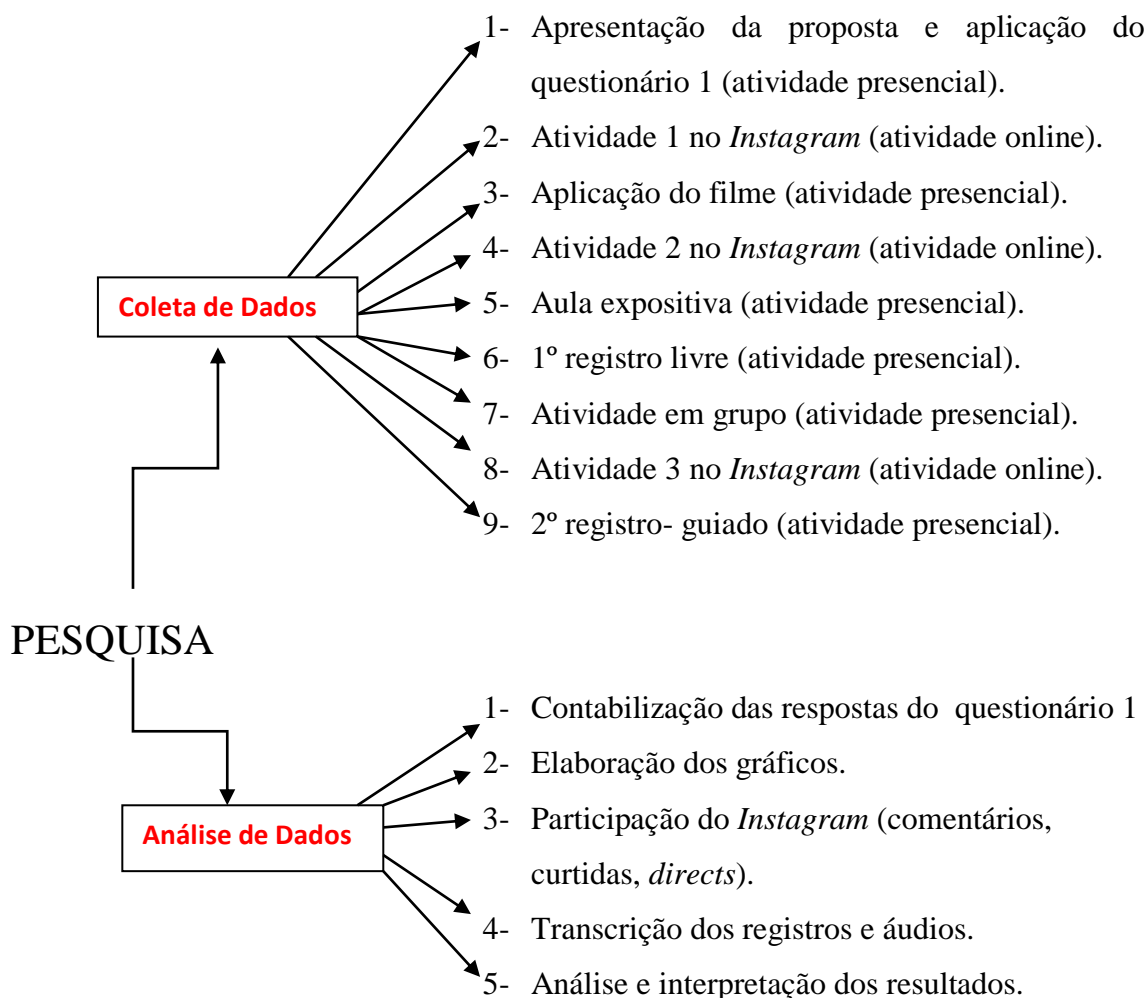 1- Apresentação da proposta e aplicação do
questionário 1 (atividade presencial).
2- Atividade 1 no Instagram (atividade online).
3- Aplicação do filme (atividade presencial).
4- Atividade 2 no Instagram (atividade online).
Coleta de Dados
5- Aula expositiva (atividade presencial).
6- 1º registro livre (atividade presencial).
7- Atividade em grupo (atividade presencial).
8- Atividade 3 no Instagram (atividade online).
9- 2º registro- guiado (atividade presencial).
PESQUISA
1- Contabilização das respostas do questionário 1
2- Elaboração dos gráficos.
Análise de Dados
3- Participação do Instagram (comentários,
curtidas, directs).
4- Transcrição dos registros e áudios.
5- Análise e interpretação dos resultados.